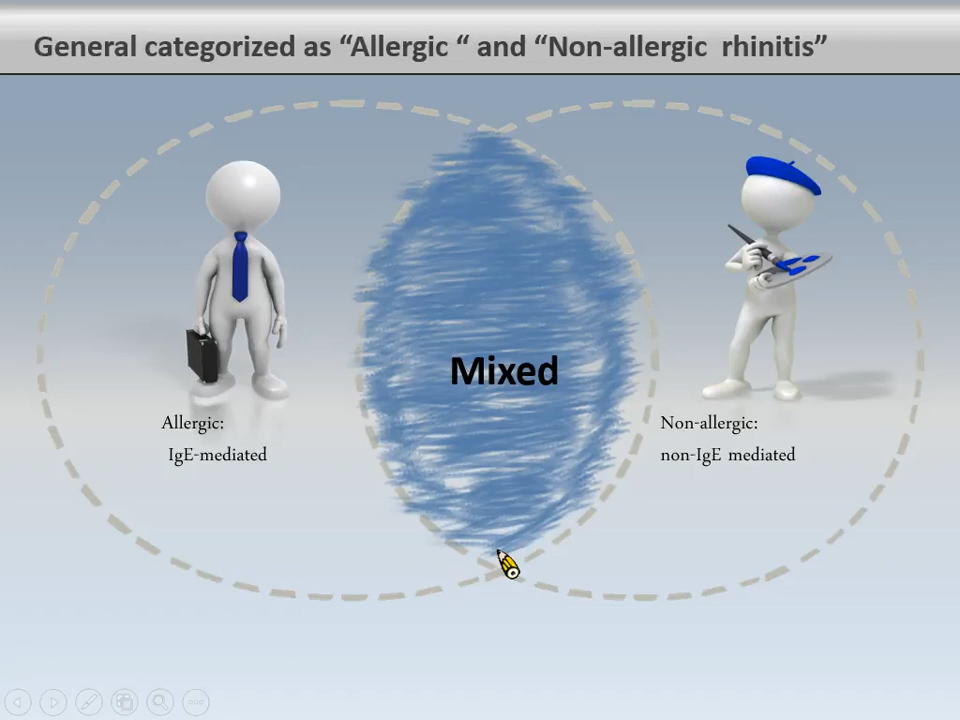 General categorized as “Allergic “ and “Non-allergic rhinitis”
Mixed
Allergic:
IgE-mediated
Non-allergic:
non-IgE mediated